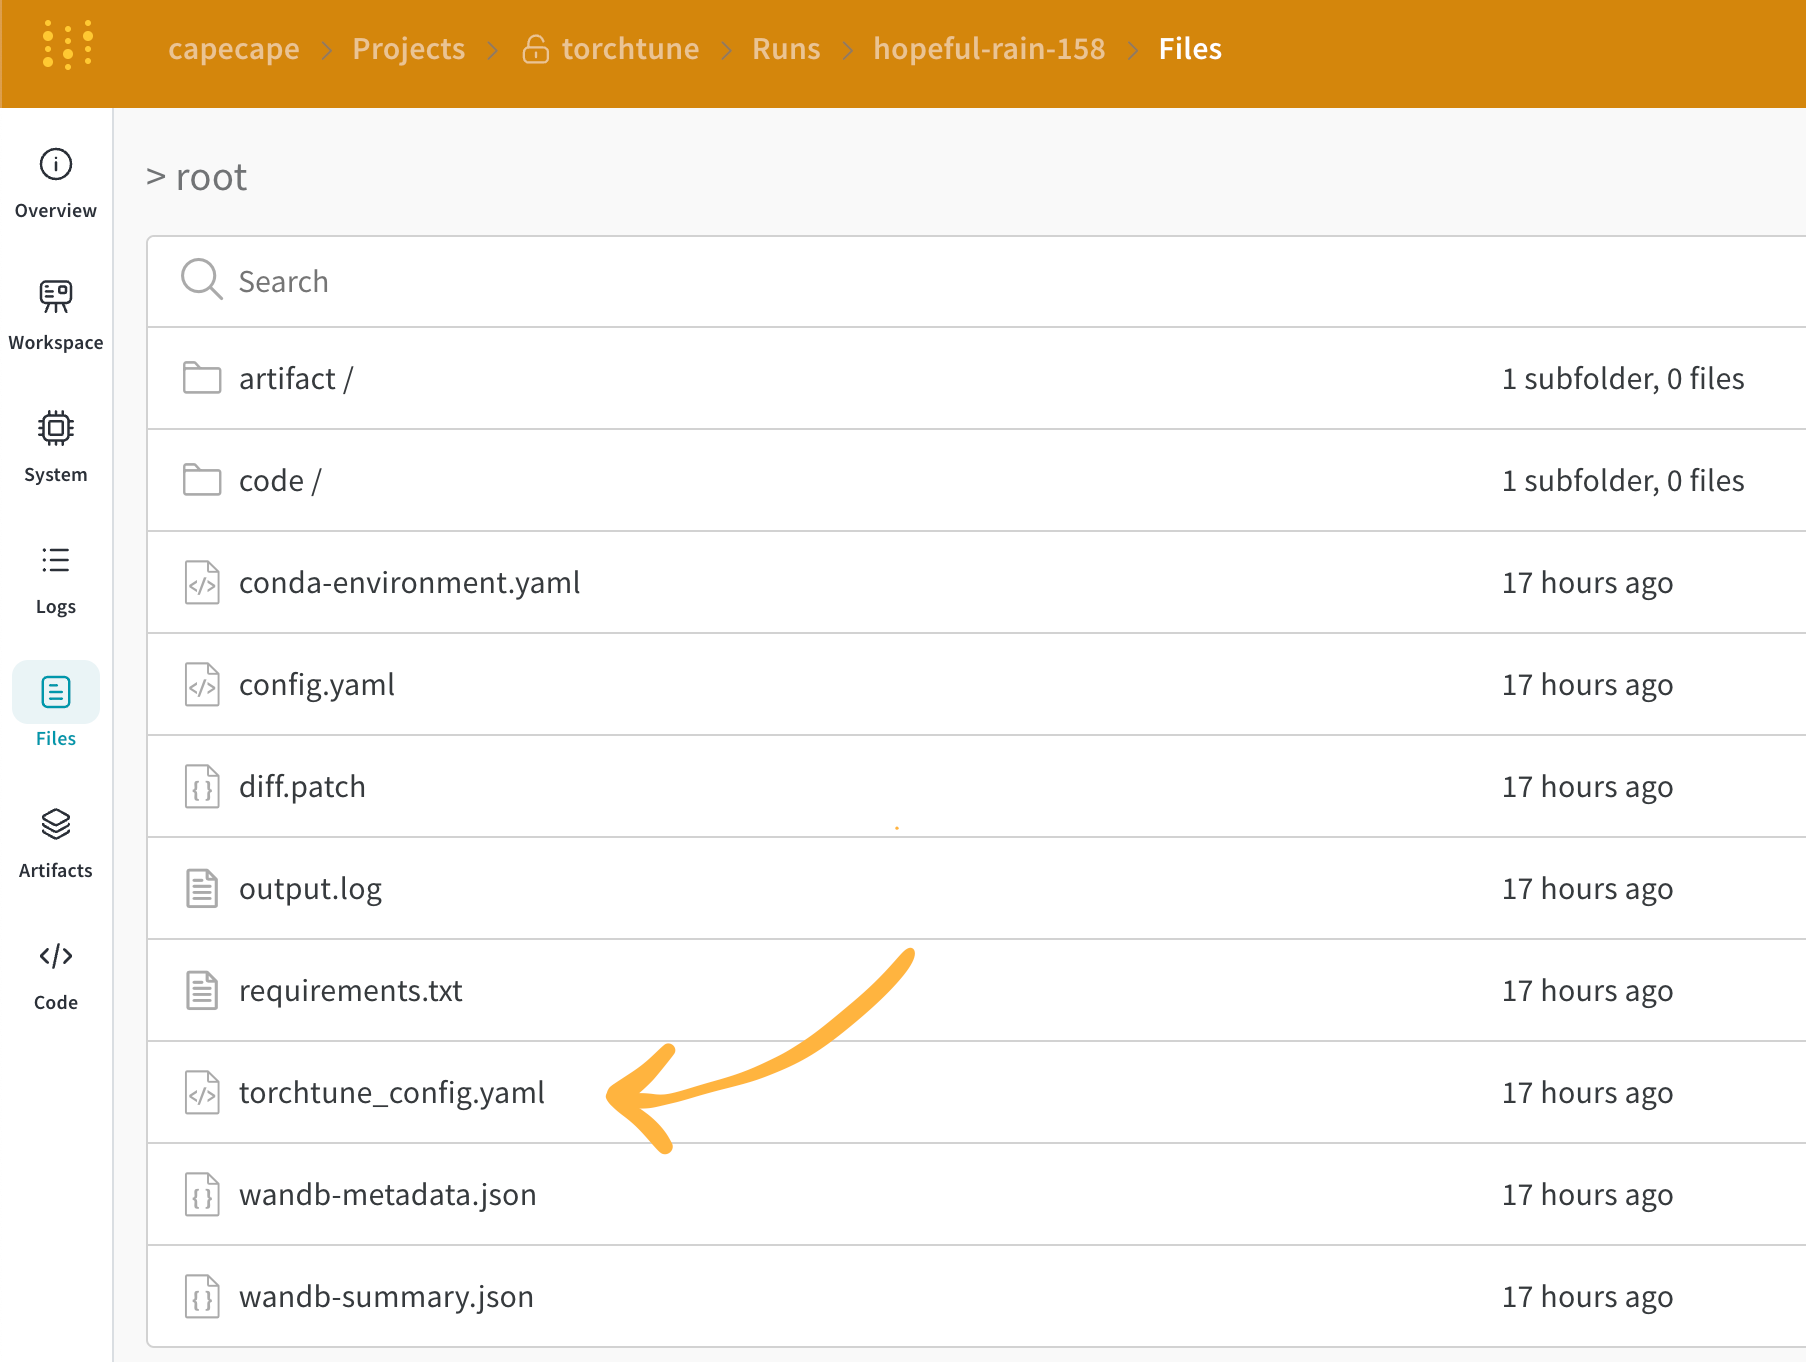 capecape > Projects > torchtune > Runs > hopeful-rain-158 > Files
Overview
Workspace
System
Logs
Files
Artifacts
Code
> root
Search
artifact / 1 subfolder, 0 files
code / 1 subfolder, 0 files
conda-environment.yaml 17 hours ago
config.yaml 17 hours ago
diff.patch 17 hours ago
output.log 17 hours ago
requirements.txt 17 hours ago
torchtune_config.yaml 17 hours ago
wandb-metadata.json 17 hours ago
wandb-summary.json 17 hours ago